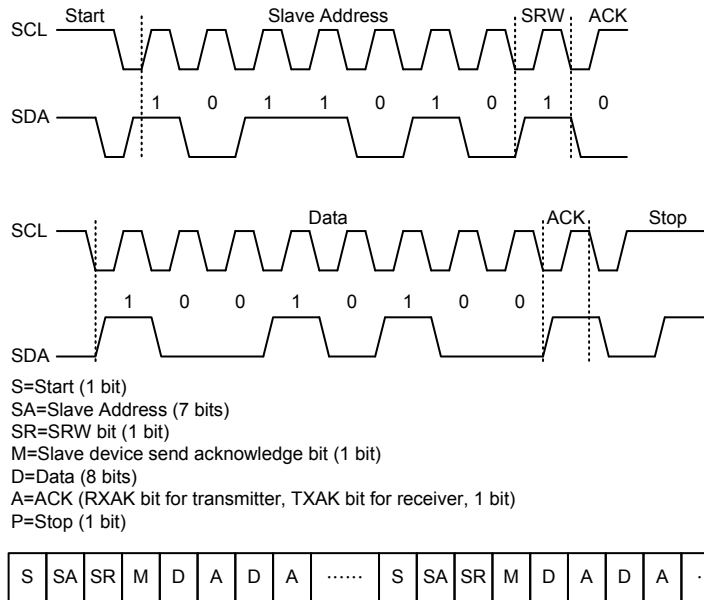 Start Slave Address SRW ACK
SCL
1 0 1 1 0 1 0 1 0
SDA
Data ACK Stop
SCL
1 0 0 1 0 1 0 0
SDA
S=Start (1 bit)
SA=Slave Address (7 bits)
SR=SRW bit (1 bit)
M=Slave device send acknowledge bit (1 bit)
D=Data (8 bits)
A=ACK (RXAK bit for transmitter, TXAK bit for receiver, 1 bit)
P=Stop (1 bit)
S SA SR M D A D A ...... S SA SR M D A D A